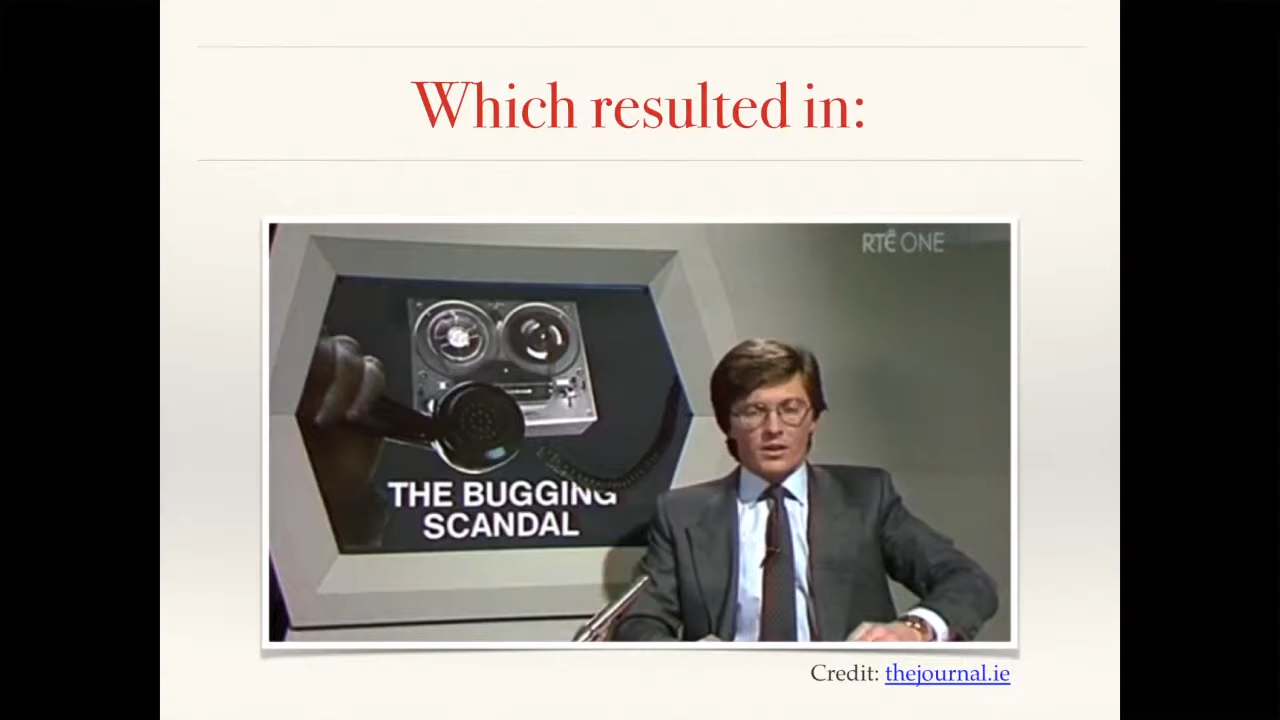 Which resulted in:
RTÉ ONE
THE BUGGING
SCANDAL
Credit: thejournal.ie